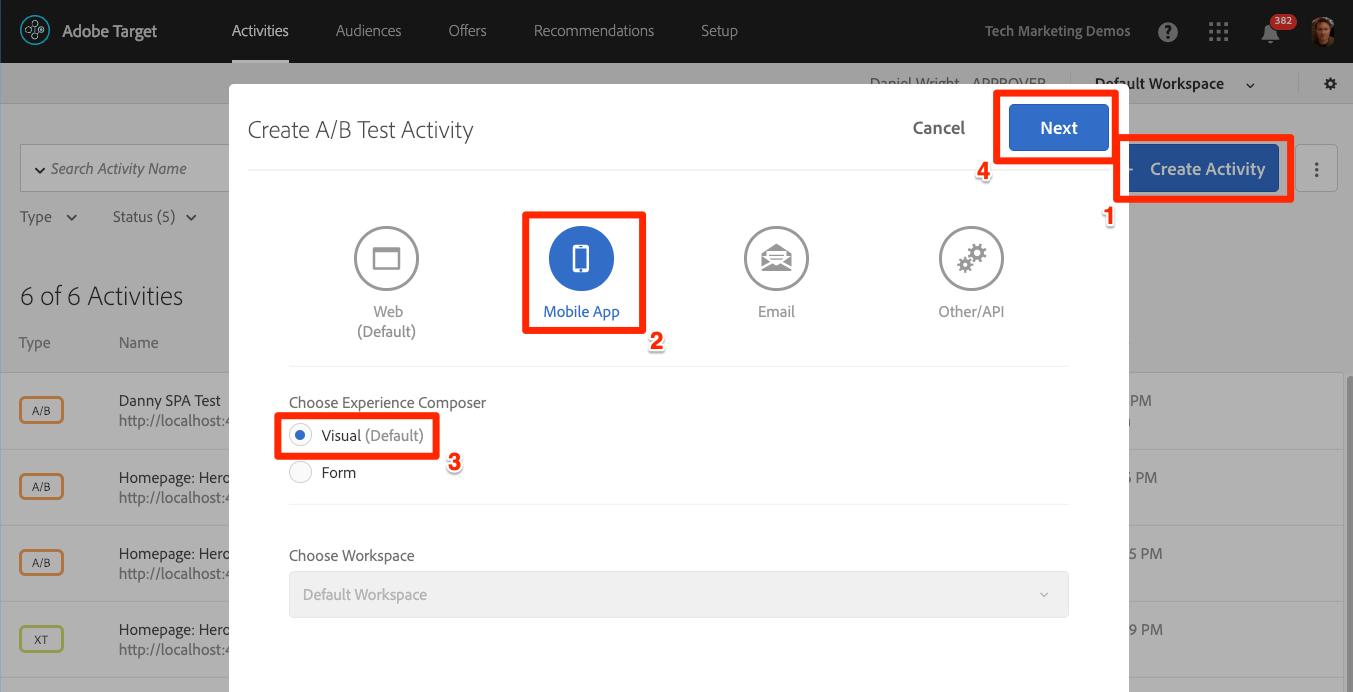 Adobe Target
Activities
Audiences
Offers
Recommendations
Setup
Tech Marketing Demos
382
Default Workspace
Create A/B Test Activity
Cancel
Next
4
Create Activity
1
Search Activity Name
Type
Status (5)
Mobile App
2
Web
(Default)
Email
Other/API
6 of 6 Activities
Type
Name
Choose Experience Composer
Visual (Default)
3
Form
A/B
Danny SPA Test
http://localhost:4
PM
A/B
Homepage: Hero
http://localhost:4
PM
A/B
Homepage: Hero
http://localhost:4
5 PM
XT
Homepage: Hero
http://localhost:4
9 PM
Choose Workspace
Default Workspace